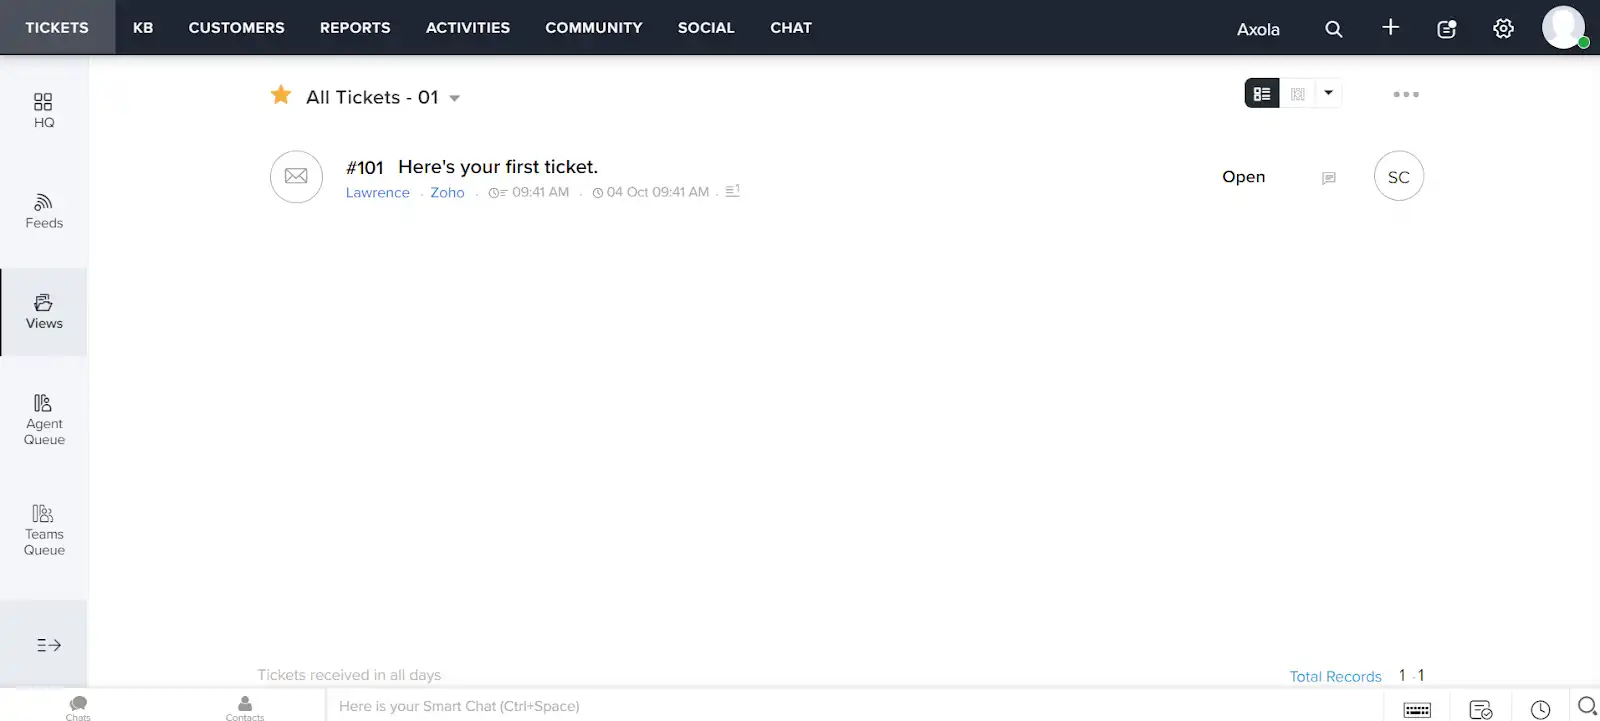 TICKETS KB CUSTOMERS REPORTS ACTIVITIES COMMUNITY SOCIAL CHAT Axola
HQ
Feeds
Views
Agent
Queue
Teams
Queue
All Tickets - 01
#101 Here's your first ticket.
Lawrence · Zoho · 09:41 AM · 04 Oct 09:41 AM · 1
Open
SC
Tickets received in all days
Total Records 1 - 1
Chats
Contacts
Here is your Smart Chat (Ctrl+Space)